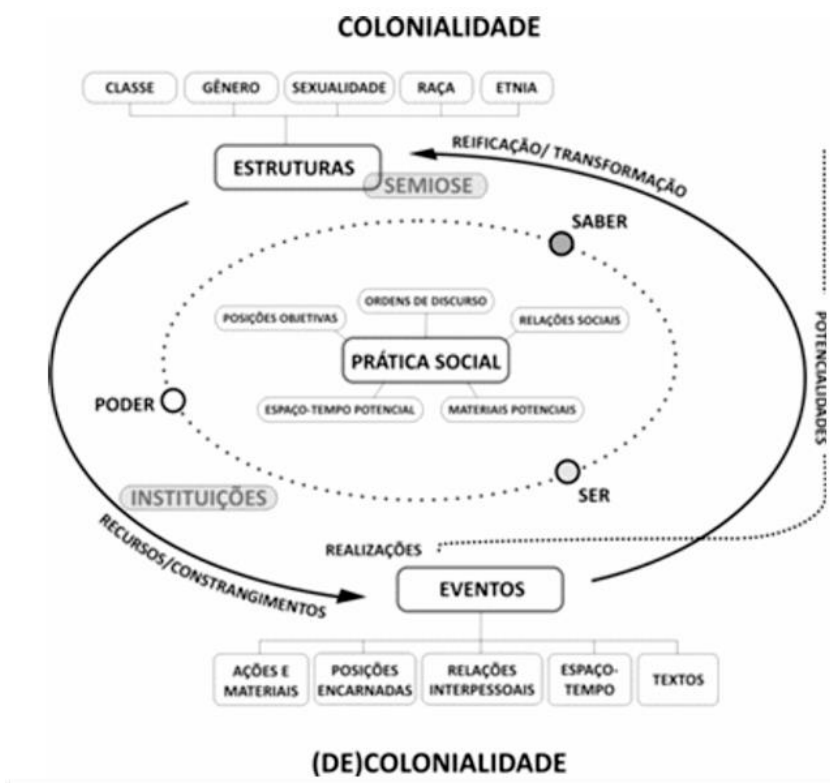 COLONIALIDADE
CLASSE
GÊNERO
SEXUALIDADE
RAÇA
ETNIA
REIFICAÇÃO/ TRANSFORMAÇÃO
ESTRUTURAS
SEMIOSE
SABER
ORDENS DE DISCURSO
POSIÇÕES OBJETIVAS
RELAÇÕES SOCIAIS
PRÁTICA SOCIAL
POTENCIALIDADES
PODER
ESPAÇO-TEMPO POTENCIAL
MATERIAIS POTENCIAIS
INSTITUIÇÕES
SER
RECURSOS/CONSTRANGIMENTOS
REALIZAÇÕES
EVENTOS
AÇÕES E
MATERIAIS
POSIÇÕES
ENCARNADAS
RELAÇÕES
INTERPESSOAIS
ESPAÇO-
TEMPO
TEXTOS
(DE)COLONIALIDADE